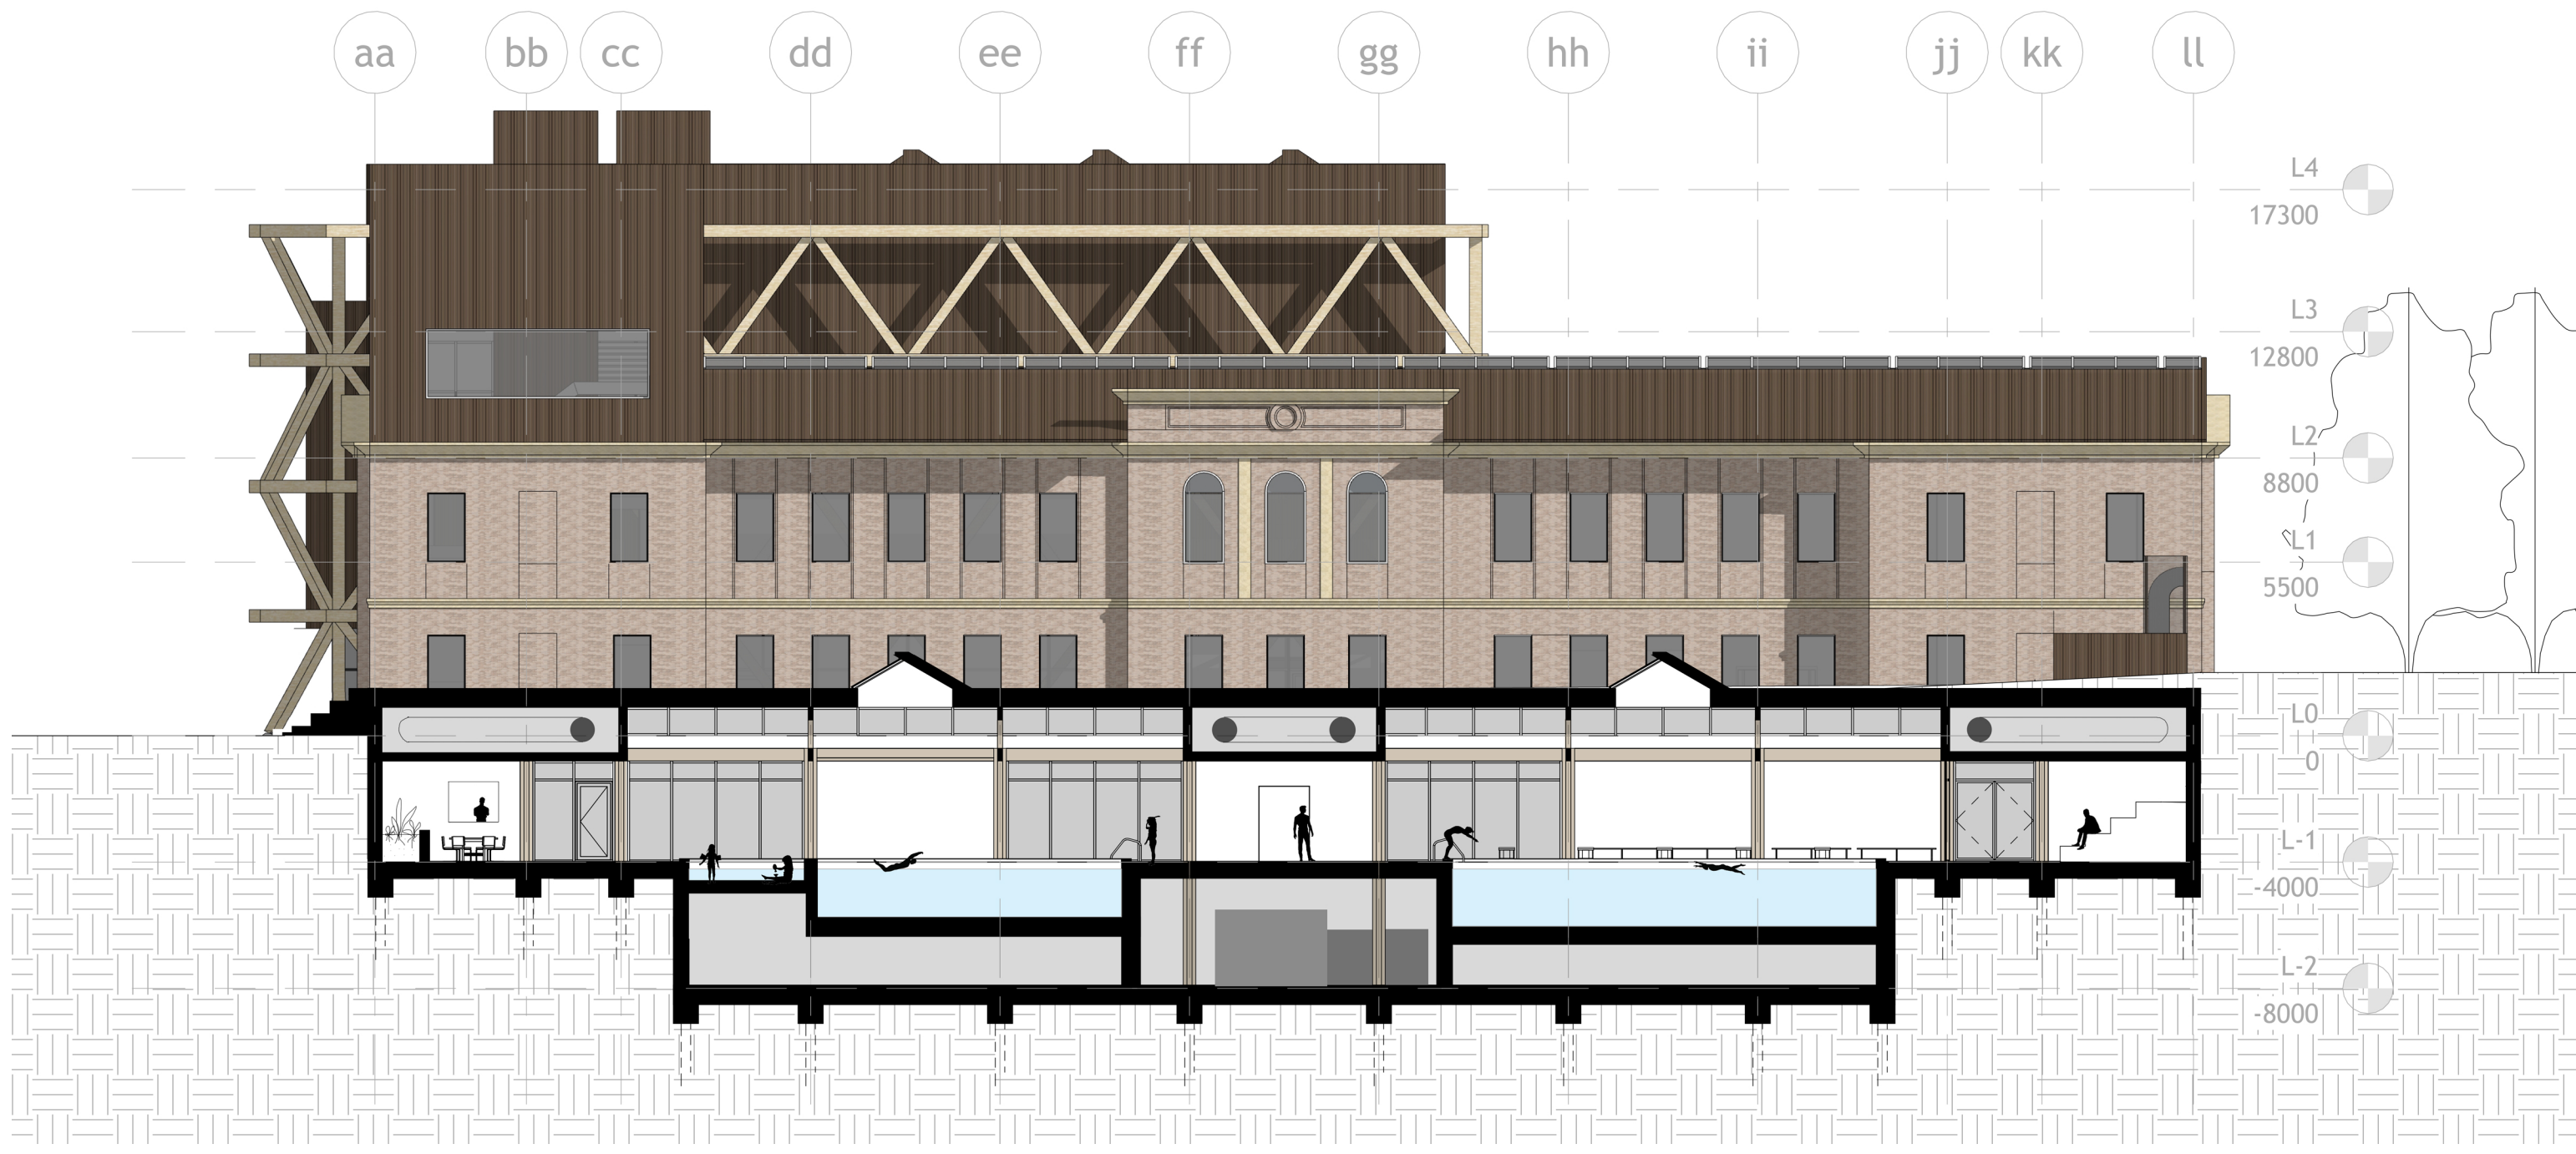 aa bb cc dd ee ff gg hh ii jj kk ll
L4
17300
L3
12800
L2
8800
L1
5500
L0
0
L-1
-4000
L-2
-8000